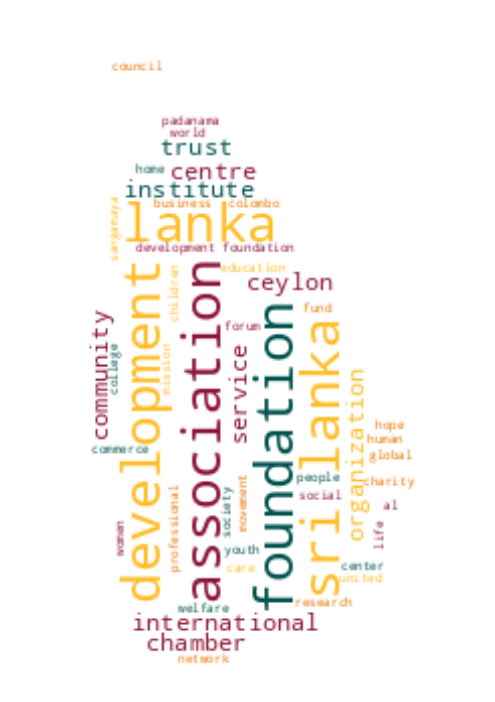 council
padanama
world
trust
home centre
institute
business colombo
sangamaya
lanka
development foundation
education
children
ceylon
development
association
foundation
fund
sri lanka
community
forum
college
mission
service
organization
hope
human
commerce
global
people
charity
professional
society
movement
social
al
women
life
youth
care
center
united
research
welfare
international
chamber
network